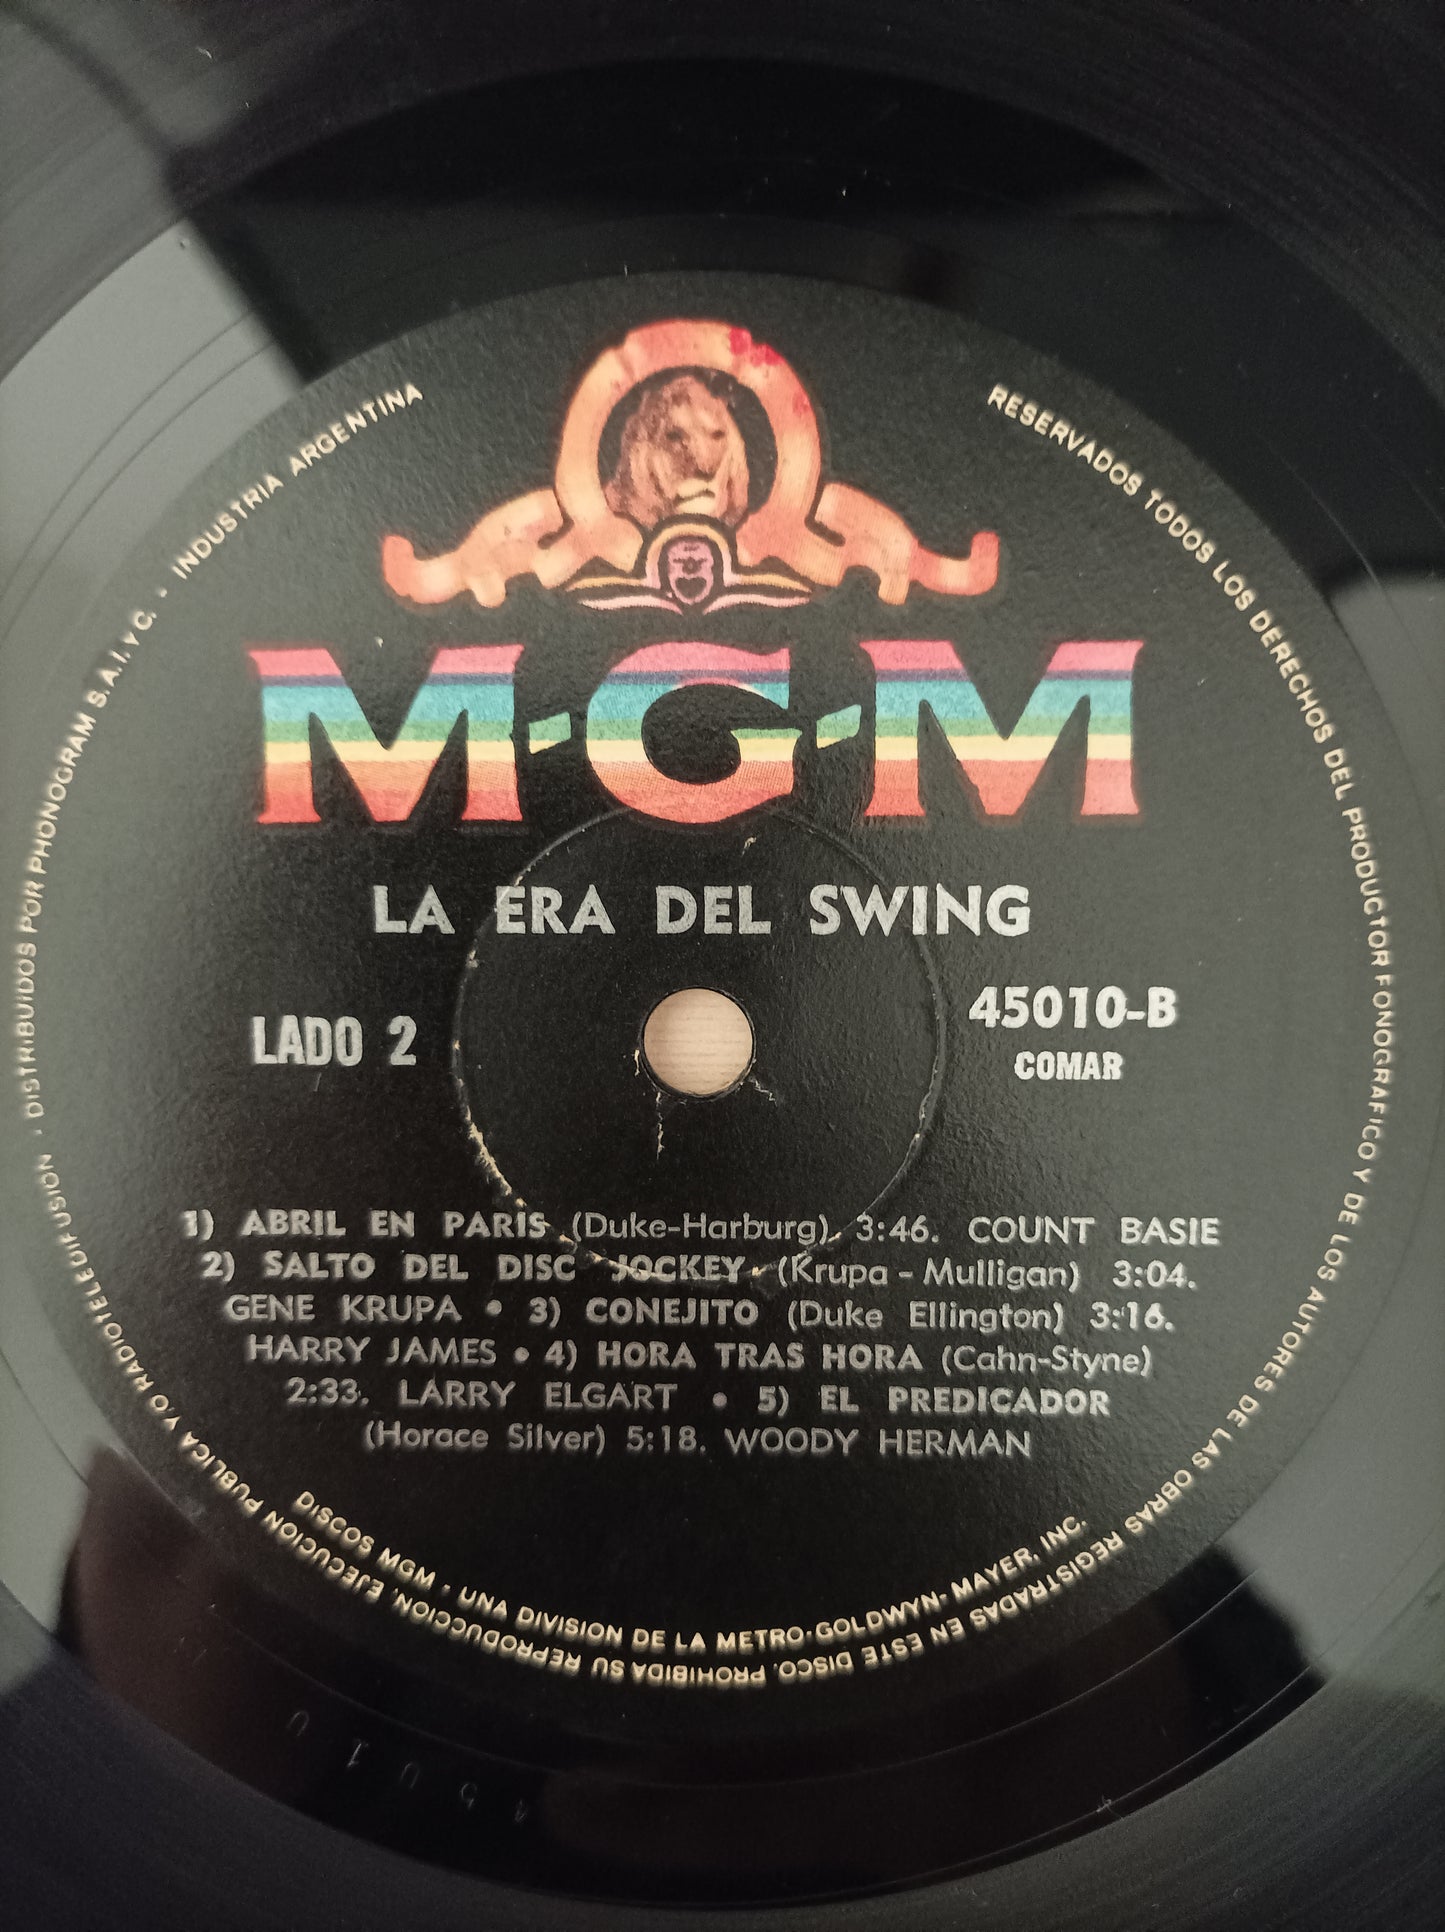 M-G-M
LA ERA DEL SWING
LADO 2
45010-B
COMAR
1) ABRIL EN PARIS (Duke-Harburg). 3:46. COUNT BASIE
2) SALTO DEL DISC JOCKEY. (Krupa - Mulligan) 3:04.
GENE KRUPA • 3) CONEJITO (Duke Ellington) 3:16.
HARRY JAMES • 4) HORA TRAS HORA (Cahn-Styne)
2:33. LARRY ELGART • 5) EL PREDICADOR
(Horace Silver) 5:18. WOODY HERMAN
DISCOS MGM • UNA DIVISION DE LA METRO-GOLDWYN-MAYER, INC.
RESERVADOS TODOS LOS DERECHOS DEL PRODUCTOR FONOGRAFICO Y DE LOS AUTORES DE LAS OBRAS REGISTRADAS EN ESTE DISCO. PROHIBIDA SU REPRODUCCION, EJECUCION PUBLICA Y/O RADIOTELEDIFUSION • DISTRIBUIDOS POR PHONOGRAM S.A.I. Y C. • INDUSTRIA ARGENTINA